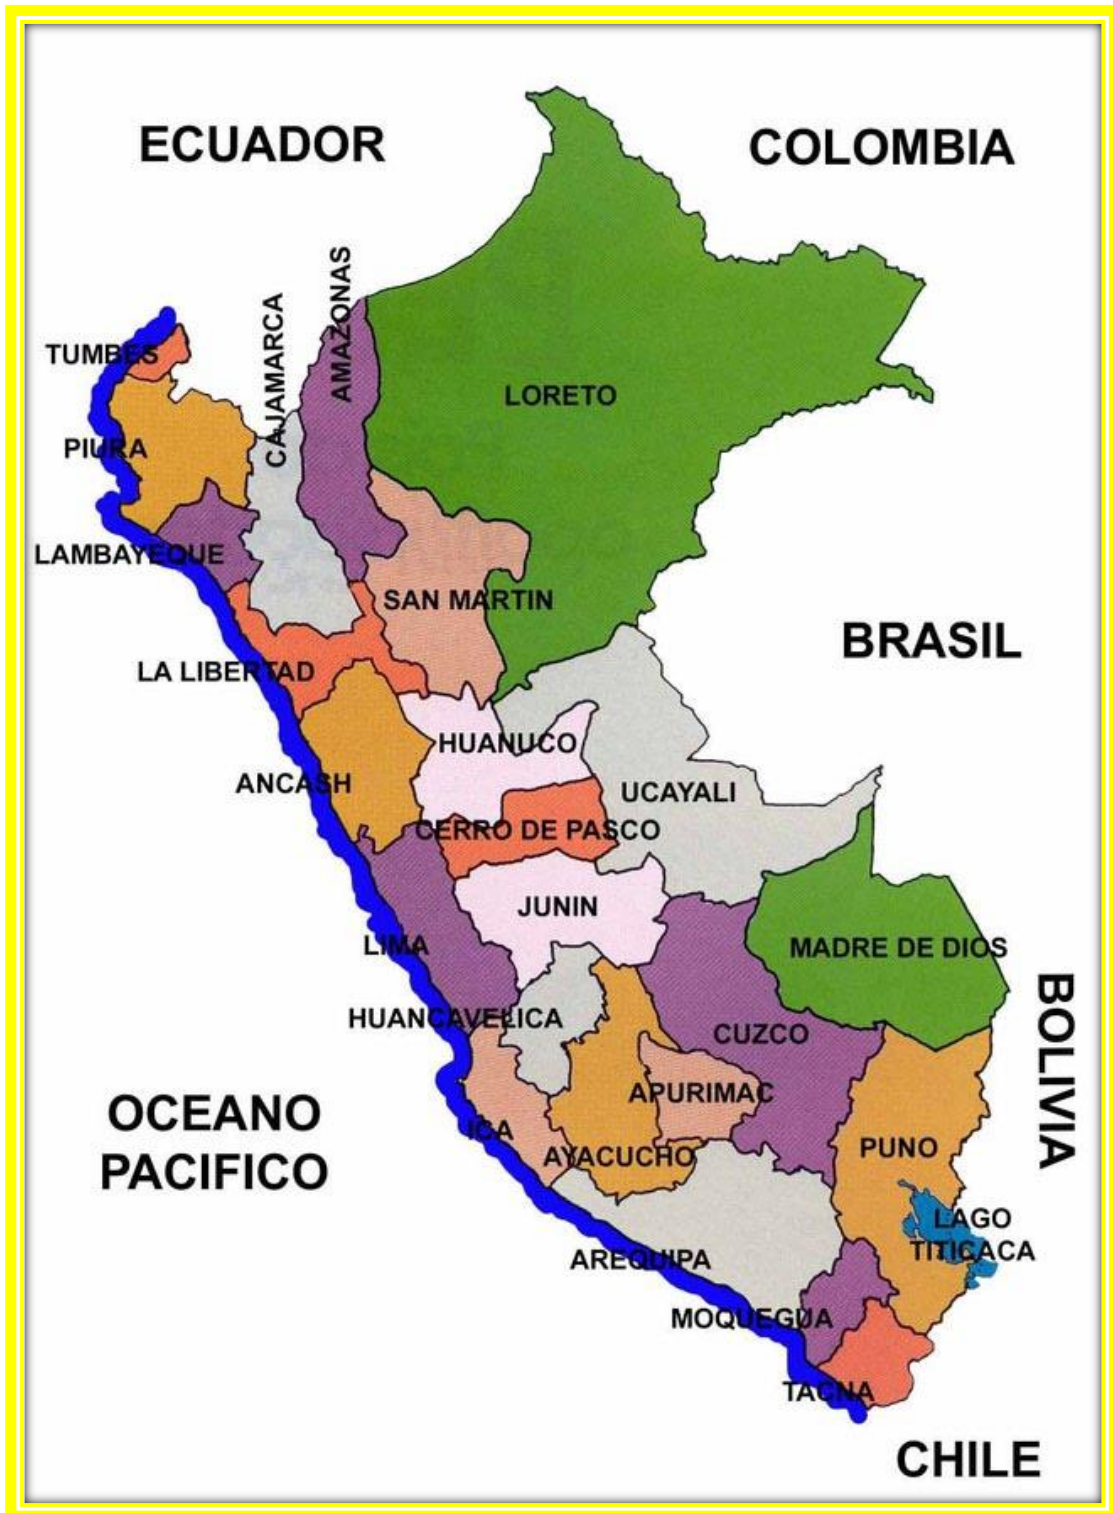 ECUADOR
COLOMBIA
AMAZONAS
CAJAMARCA
TUMBES
LORETO
PIURA
LAMBAYEQUE
SAN MARTIN
BRASIL
LA LIBERTAD
HUANUCO
ANCASH
UCAYALI
CERRO DE PASCO
JUNIN
LIMA
MADRE DE DIOS
HUANCAVELICA
CUZCO
BOLIVIA
APURIMAC
OCEANO
PACIFICO
ICA
AYACUCHO
PUNO
LAGO
TITICACA
AREQUIPA
MOQUEGUA
TACNA
CHILE